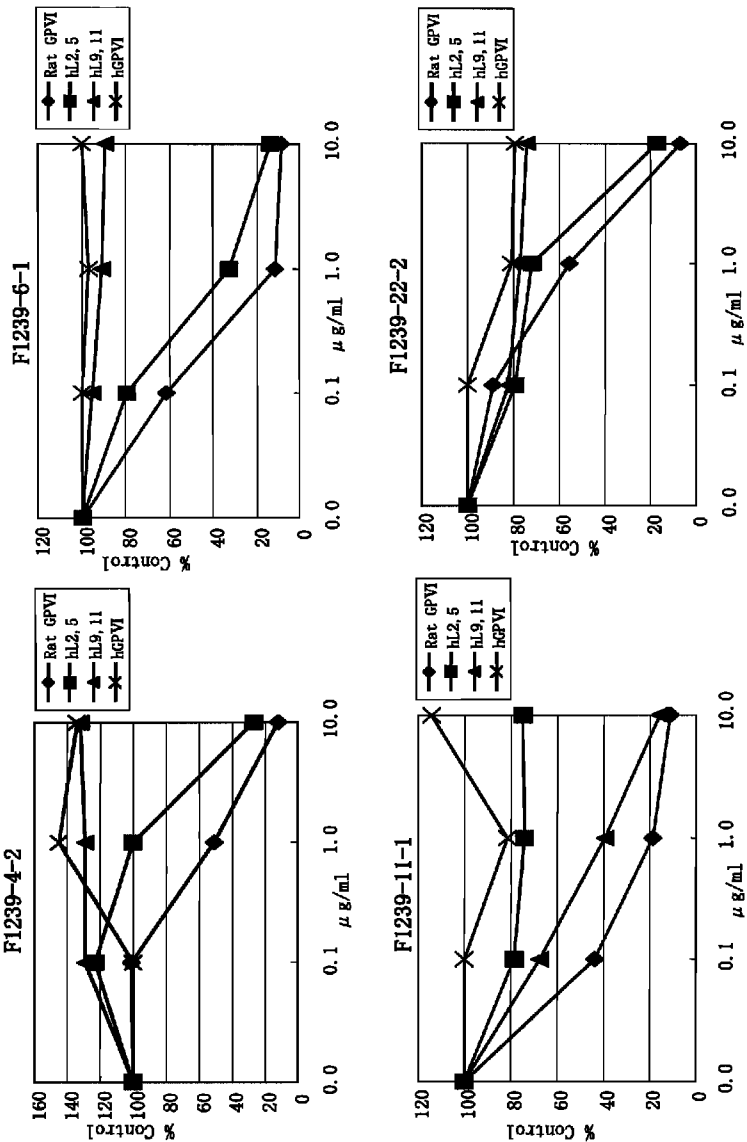 F1239-4-2
160
140
120
100
80
60
40
20
0
% Control
0.0
0.1
1.0
10.0
μ g/ml
Rat GPVI
hL2, 5
hL9, 11
hGPVI
F1239-6-1
120
100
80
60
40
20
0
% Control
0.0
0.1
1.0
10.0
μ g/ml
Rat GPVI
hL2, 5
hL9, 11
hGPVI
F1239-11-1
120
100
80
60
40
20
0
% Control
0.0
0.1
1.0
10.0
μ g/ml
Rat GPVI
hL2, 5
hL9, 11
hGPVI
F1239-22-2
120
100
80
60
40
20
0
% Control
0.0
0.1
1.0
10.0
μ g/ml
Rat GPVI
hL2, 5
hL9, 11
hGPVI